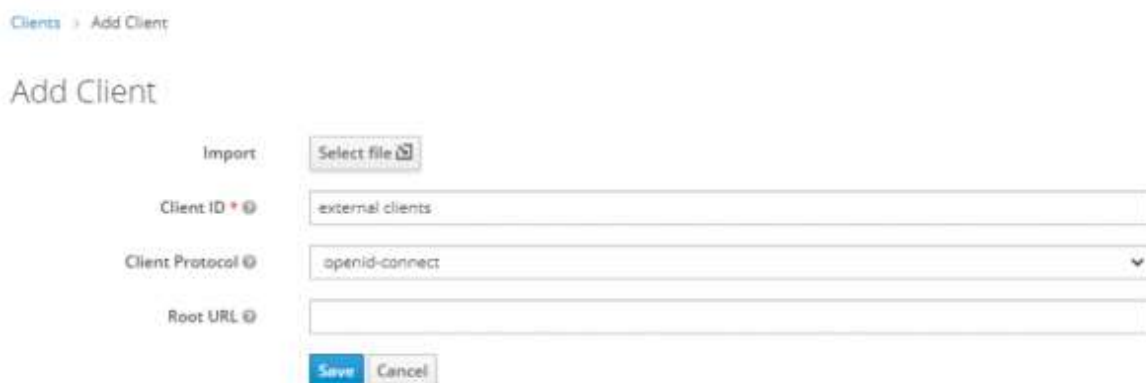 Clients > Add Client
Add Client
Import Select file
Client ID *
external clients
Client Protocol
openid-connect
Root URL
Save Cancel